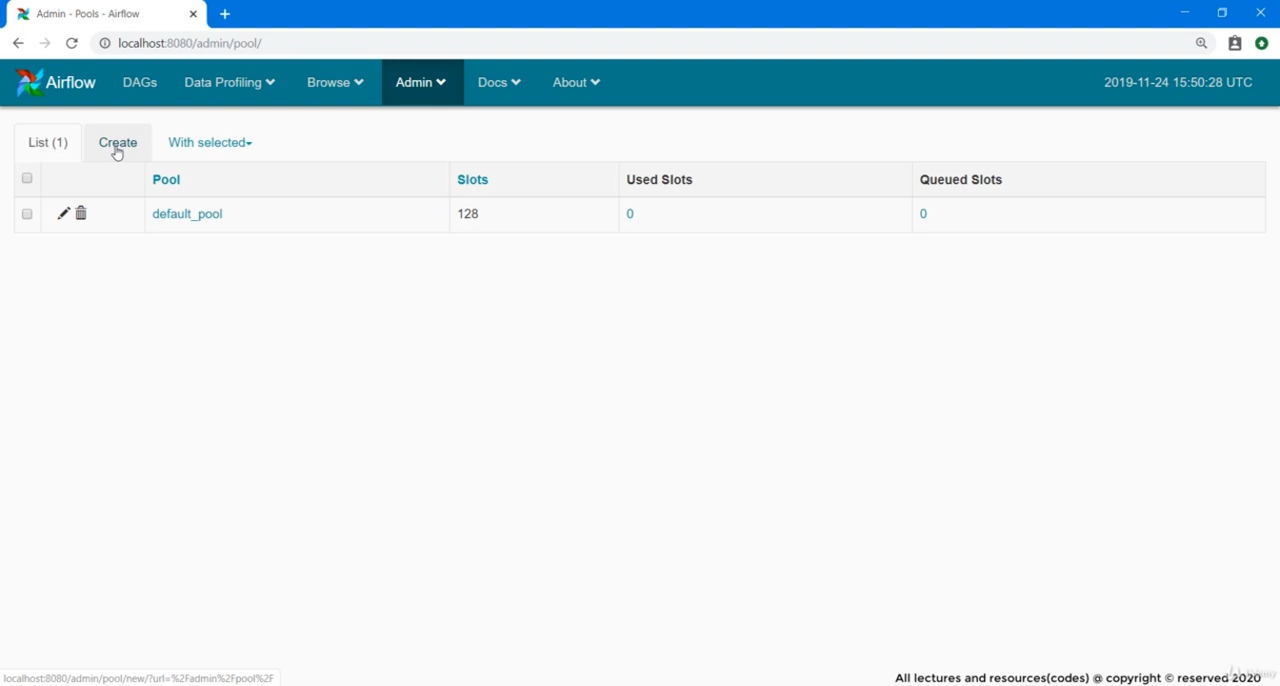 Admin - Pools - Airflow
localhost:8080/admin/pool/
Airflow DAGs Data Profiling Browse Admin Docs About 2019-11-24 15:50:28 UTC
List (1) Create With selected
Pool Slots Used Slots Queued Slots
default_pool 128 0 0
localhost:8080/admin/pool/new/?url=%2Fadmin%2Fpool%2F
All lectures and resources(codes) @ copyright © reserved 2020